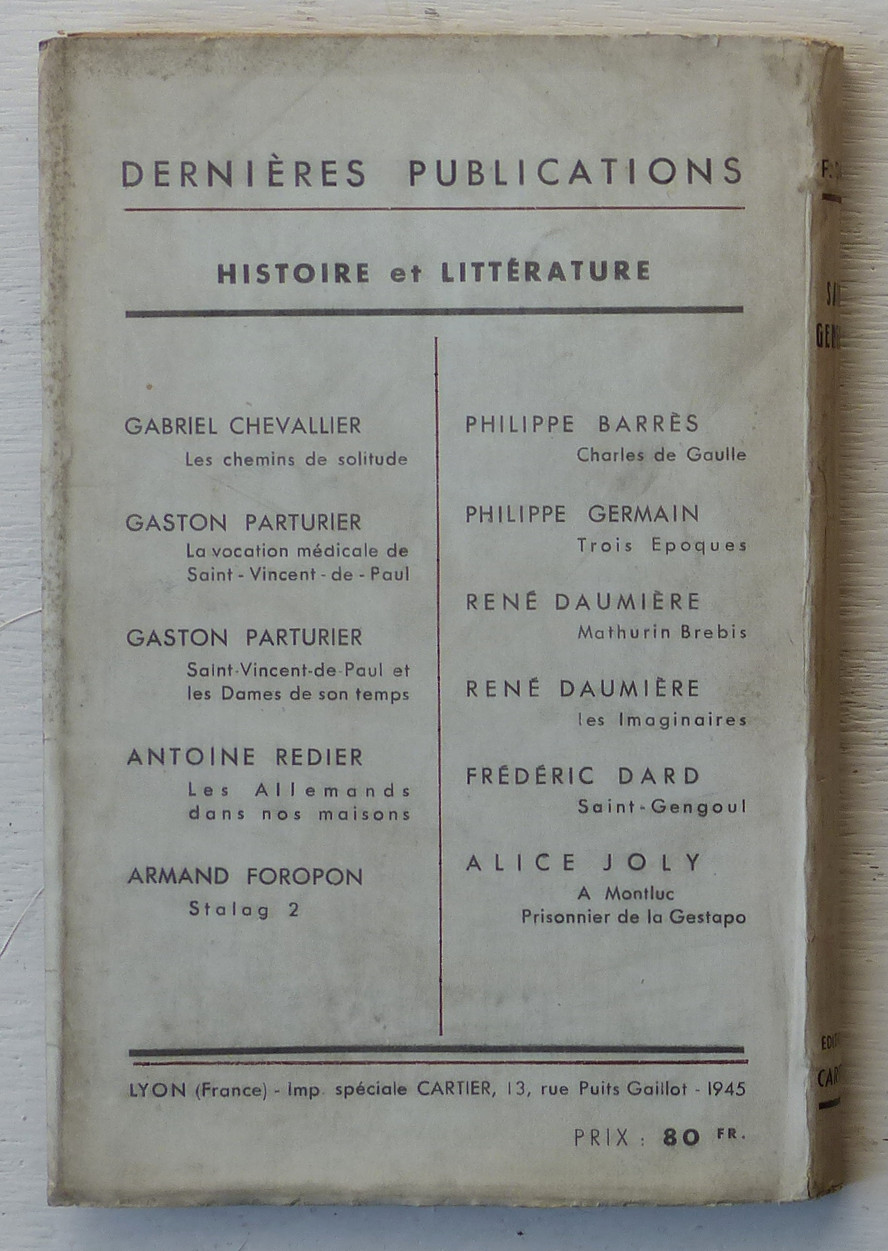 DERNIÈRES PUBLICATIONS
HISTOIRE et LITTÉRATURE
GABRIEL CHEVALLIER
Les chemins de solitude
GASTON PARTURIER
La vocation médicale de
Saint-Vincent-de-Paul
GASTON PARTURIER
Saint-Vincent-de-Paul et
les Dames de son temps
ANTOINE REDIER
Les Allemands
dans nos maisons
ARMAND FOROPON
Stalag 2
PHILIPPE BARRÈS
Charles de Gaulle
PHILIPPE GERMAIN
Trois Epoques
RENÉ DAUMIÈRE
Mathurin Brebis
RENÉ DAUMIÈRE
les Imaginaires
FRÉDÉRIC DARD
Saint-Gengoul
ALICE JOLY
A Montluc
Prisonnier de la Gestapo
LYON (France) - Imp. spéciale CARTIER, 13, rue Puits Gaillot - 1945
PRIX : 80 FR.